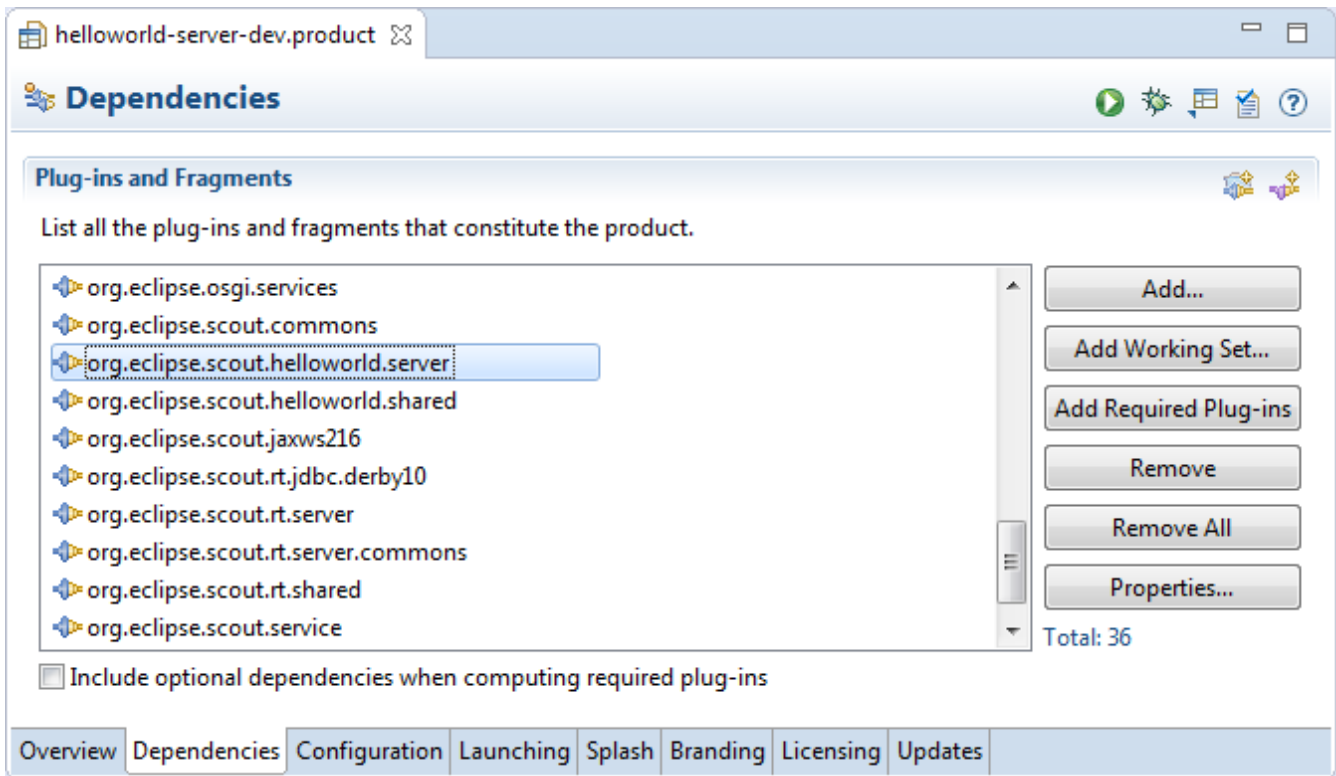 helloworld-server-dev.product
Dependencies
Plug-ins and Fragments
List all the plug-ins and fragments that constitute the product.
org.eclipse.osgi.services
org.eclipse.scout.commons
org.eclipse.scout.helloworld.server
org.eclipse.scout.helloworld.shared
org.eclipse.scout.jaxws216
org.eclipse.scout.rt.jdbc.derby10
org.eclipse.scout.rt.server
org.eclipse.scout.rt.server.commons
org.eclipse.scout.rt.shared
org.eclipse.scout.service
Add...
Add Working Set...
Add Required Plug-ins
Remove
Remove All
Properties...
Total: 36
Include optional dependencies when computing required plug-ins
Overview Dependencies Configuration Launching Splash Branding Licensing Updates